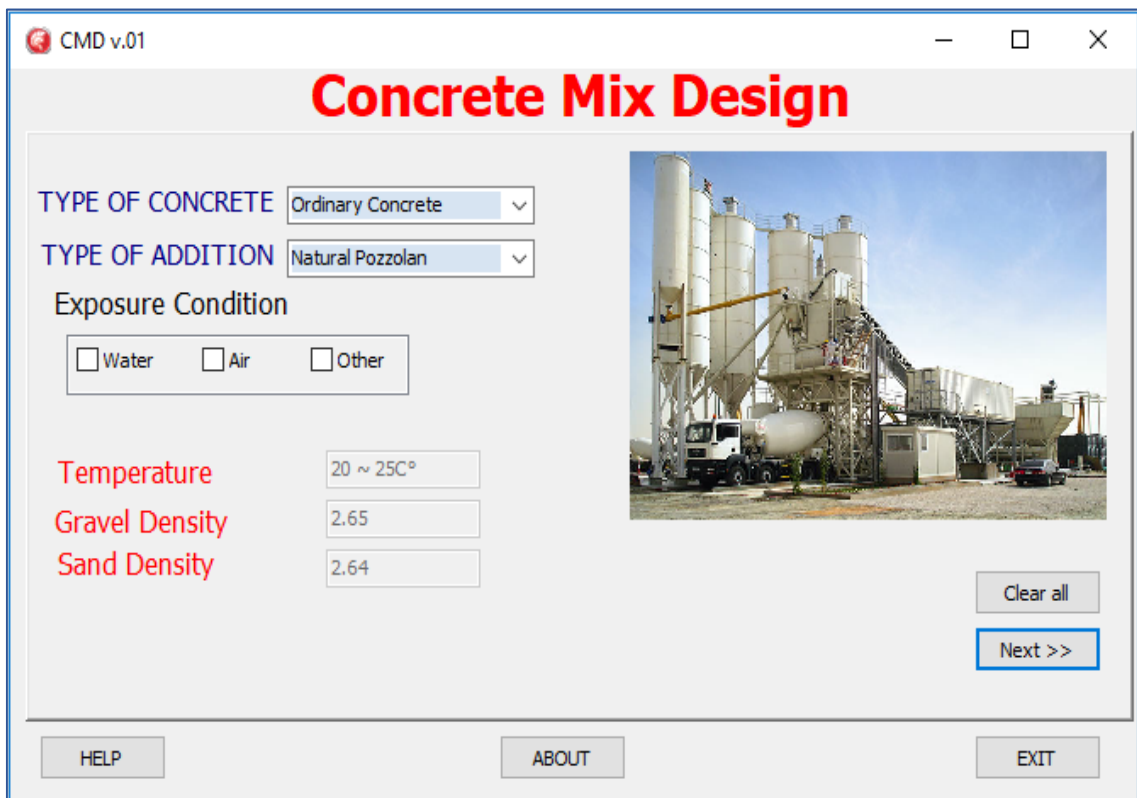 CMD v.01
Concrete Mix Design
TYPE OF CONCRETE Ordinary Concrete
TYPE OF ADDITION Natural Pozzolan
Exposure Condition
Water Air Other
Temperature 20 ~ 25C°
Gravel Density 2.65
Sand Density 2.64
Clear all
Next >>
HELP ABOUT EXIT